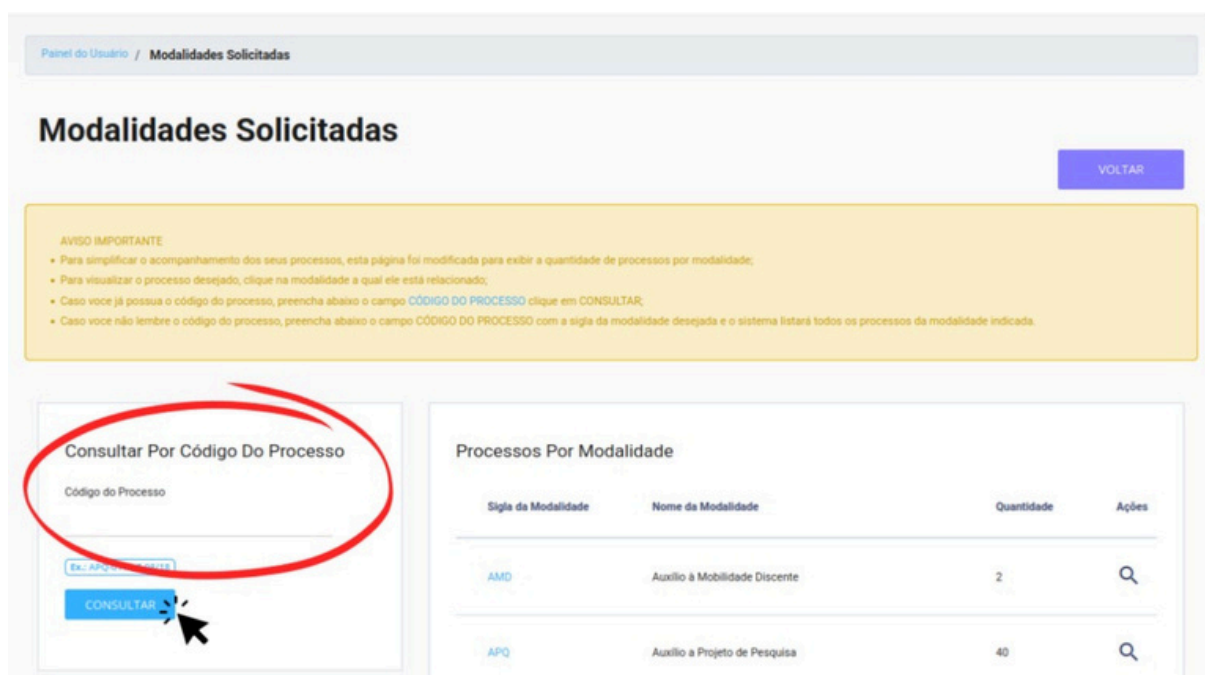 Painel do Usuário / Modalidades Solicitadas
Modalidades Solicitadas
VOLTAR
AVISO IMPORTANTE
• Para simplificar o acompanhamento dos seus processos, esta página foi modificada para exibir a quantidade de processos por modalidade;
• Para visualizar o processo desejado, clique na modalidade a qual ele está relacionado;
• Caso voce já possua o código do processo, preencha abaixo o campo CÓDIGO DO PROCESSO clique em CONSULTAR;
• Caso voce não lembre o código do processo, preencha abaixo o campo CÓDIGO DO PROCESSO com a sigla da modalidade desejada e o sistema listará todos os processos da modalidade indicada.
Consultar Por Código Do Processo
Código do Processo
Ex.:
CONSULTAR
Processos Por Modalidade
Sigla da Modalidade Nome da Modalidade Quantidade Ações
AMD Auxílio à Mobilidade Discente 2
APQ Auxílio a Projeto de Pesquisa 40